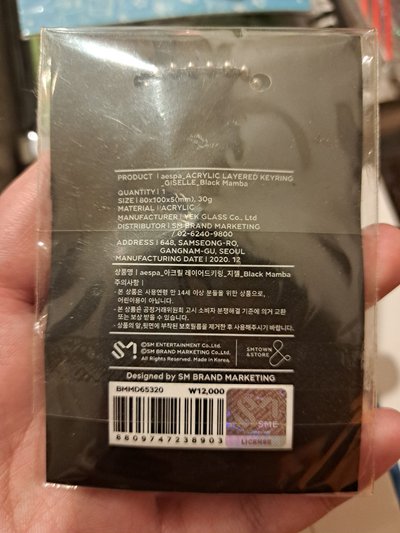 PRODUCT | aespa_ACRYLIC LAYERED KEYRING
_GISELLE_Black Mamba
QUANTITY | 1
SIZE | 80x100x5(mm), 30g
MATERIAL | ACRYLIC
MANUFACTURER | YEK GLASS Co., Ltd
DISTRIBUTOR | SM BRAND MARKETING
/ 02-6240-9800
ADDRESS | 648, SAMSEONG-RO,
GANGNAM-GU, SEOUL
MANUFACTURING DATE | 2020. 12
상품명 | aespa_아크릴 레이어드키링_지젤_Black Mamba
주의사항 |
· 본 상품은 사용연령 만 14세 이상 분들을 위한 상품으로,
어린이용이 아닙니다.
· 본 상품은 공정거래위원회 고시 소비자 분쟁해결 기준에 의거 교환
또는 보상 받을 수 있습니다.
· 상품의 앞,뒷면에 부착된 보호필름을 제거한 후 사용해주시기 바랍니다.
SM
©SM ENTERTAINMENT Co.,Ltd.
©SM BRAND MARKETING Co.,Ltd.
All Rights Reserved. Made in Korea.
SMTOWN
&STORE
&
Designed by SM BRAND MARKETING
BMMD65320 ₩12,000
8809747238903
SM
SME
LICENSE